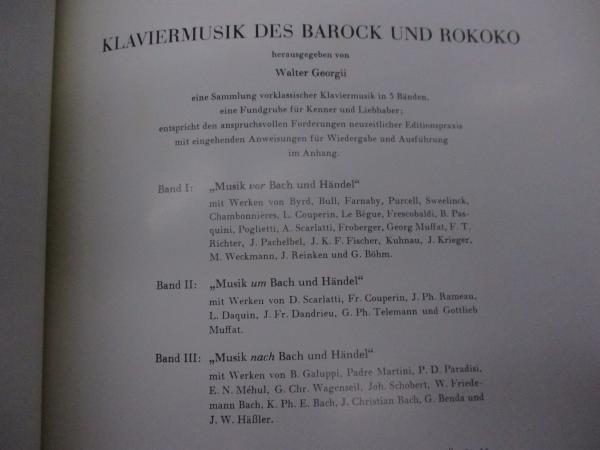 KLAVIERMUSIK DES BAROCK UND ROKOKO
herausgegeben von
Walter Georgii
eine Sammlung vorklassischer Klaviermusik in 5 Bänden,
eine Fundgrube für Kenner und Liebhaber;
entspricht den anspruchsvollen Forderungen neuzeitlicher Editionspraxis
mit eingehenden Anweisungen für Wiedergabe und Ausführung
im Anhang.
Band I: „Musik vor Bach und Händel“
mit Werken von Byrd, Bull, Farnaby, Purcell, Sweelinck,
Chambonnières, L. Couperin, Le Bègue, Frescobaldi, B. Pas-
quini, Poglietti, A. Scarlatti, Froberger, Georg Muffat, F. T.
Richter, J. Pachelbel, J. K. F. Fischer, Kuhnau, J. Krieger,
M. Weckmann, J. Reinken und G. Böhm.
Band II: „Musik um Bach und Händel“
mit Werken von D. Scarlatti, Fr. Couperin, J. Ph. Rameau,
L. Daquin, J. Fr. Dandrieu, G. Ph. Telemann und Gottlieb
Muffat.
Band III: „Musik nach Bach und Händel“
mit Werken von B. Galuppi, Padre Martini, P. D. Paradisi,
E. N. Méhul, G. Chr. Wagenseil, Joh. Schobert, W. Friede-
mann Bach, K. Ph. E. Bach, J. Christian Bach, G. Benda und
J. W. Häßler.